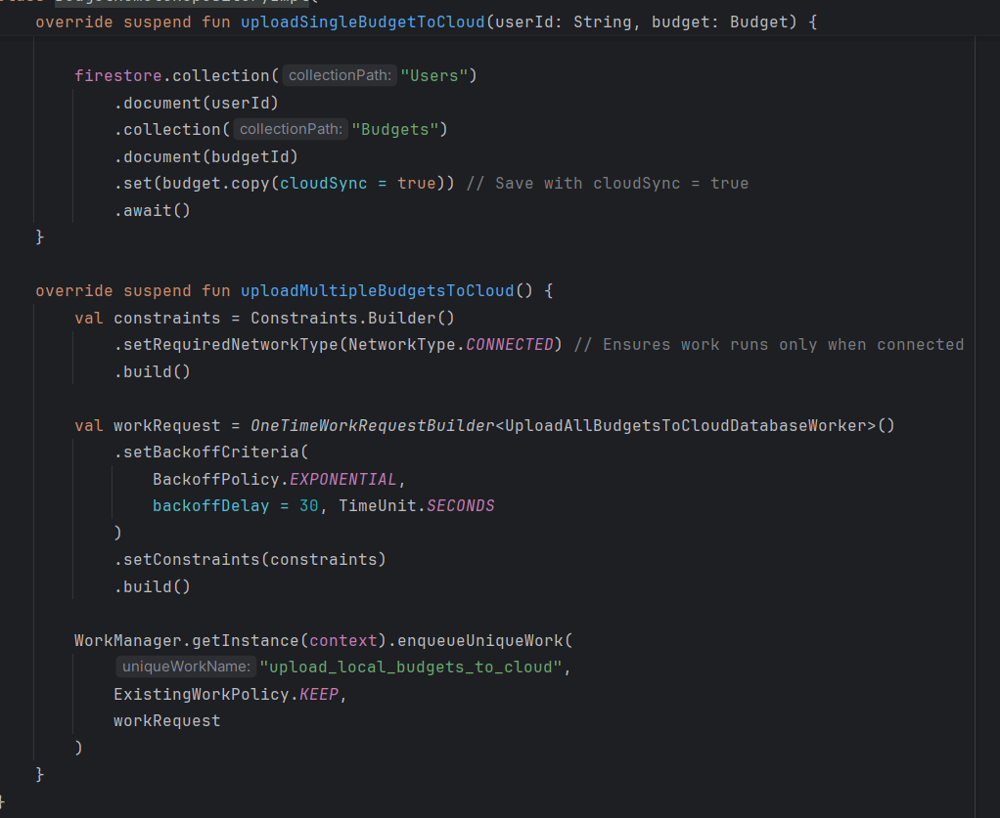 override suspend fun uploadSingleBudgetToCloud(userId: String, budget: Budget) {
firestore.collection( collectionPath: "Users")
.document(userId)
.collection( collectionPath: "Budgets")
.document(budgetId)
.set(budget.copy(cloudSync = true)) // Save with cloudSync = true
.await()
}
override suspend fun uploadMultipleBudgetsToCloud() {
val constraints = Constraints.Builder()
.setRequiredNetworkType(NetworkType.CONNECTED) // Ensures work runs only when connected
.build()
val workRequest = OneTimeWorkRequestBuilder<UploadAllBudgetsToCloudDatabaseWorker>()
.setBackoffCriteria(
BackoffPolicy.EXPONENTIAL,
backoffDelay = 30, TimeUnit.SECONDS
)
.setConstraints(constraints)
.build()
WorkManager.getInstance(context).enqueueUniqueWork(
uniqueWorkName: "upload_local_budgets_to_cloud",
ExistingWorkPolicy.KEEP,
workRequest
)
}
}